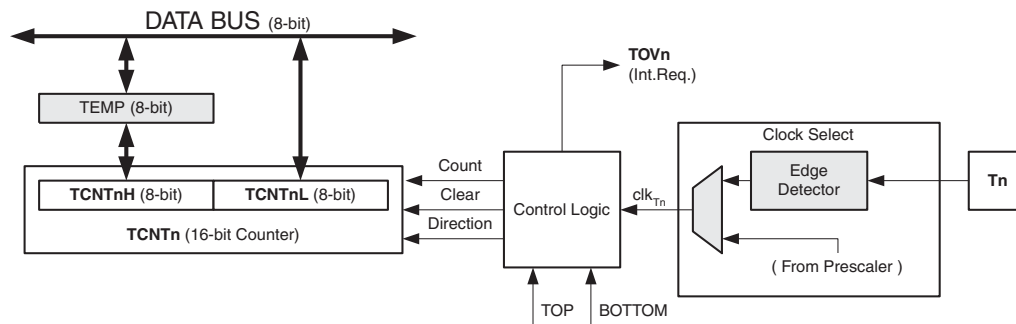 DATA BUS (8-bit)
TOVn
(Int.Req.)
TEMP (8-bit)
Clock Select
Count
Edge
Detector
Tn
TCNTnH (8-bit) TCNTnL (8-bit)
Clear
Control Logic
clkTn
TCNTn (16-bit Counter)
Direction
( From Prescaler )
TOP
BOTTOM